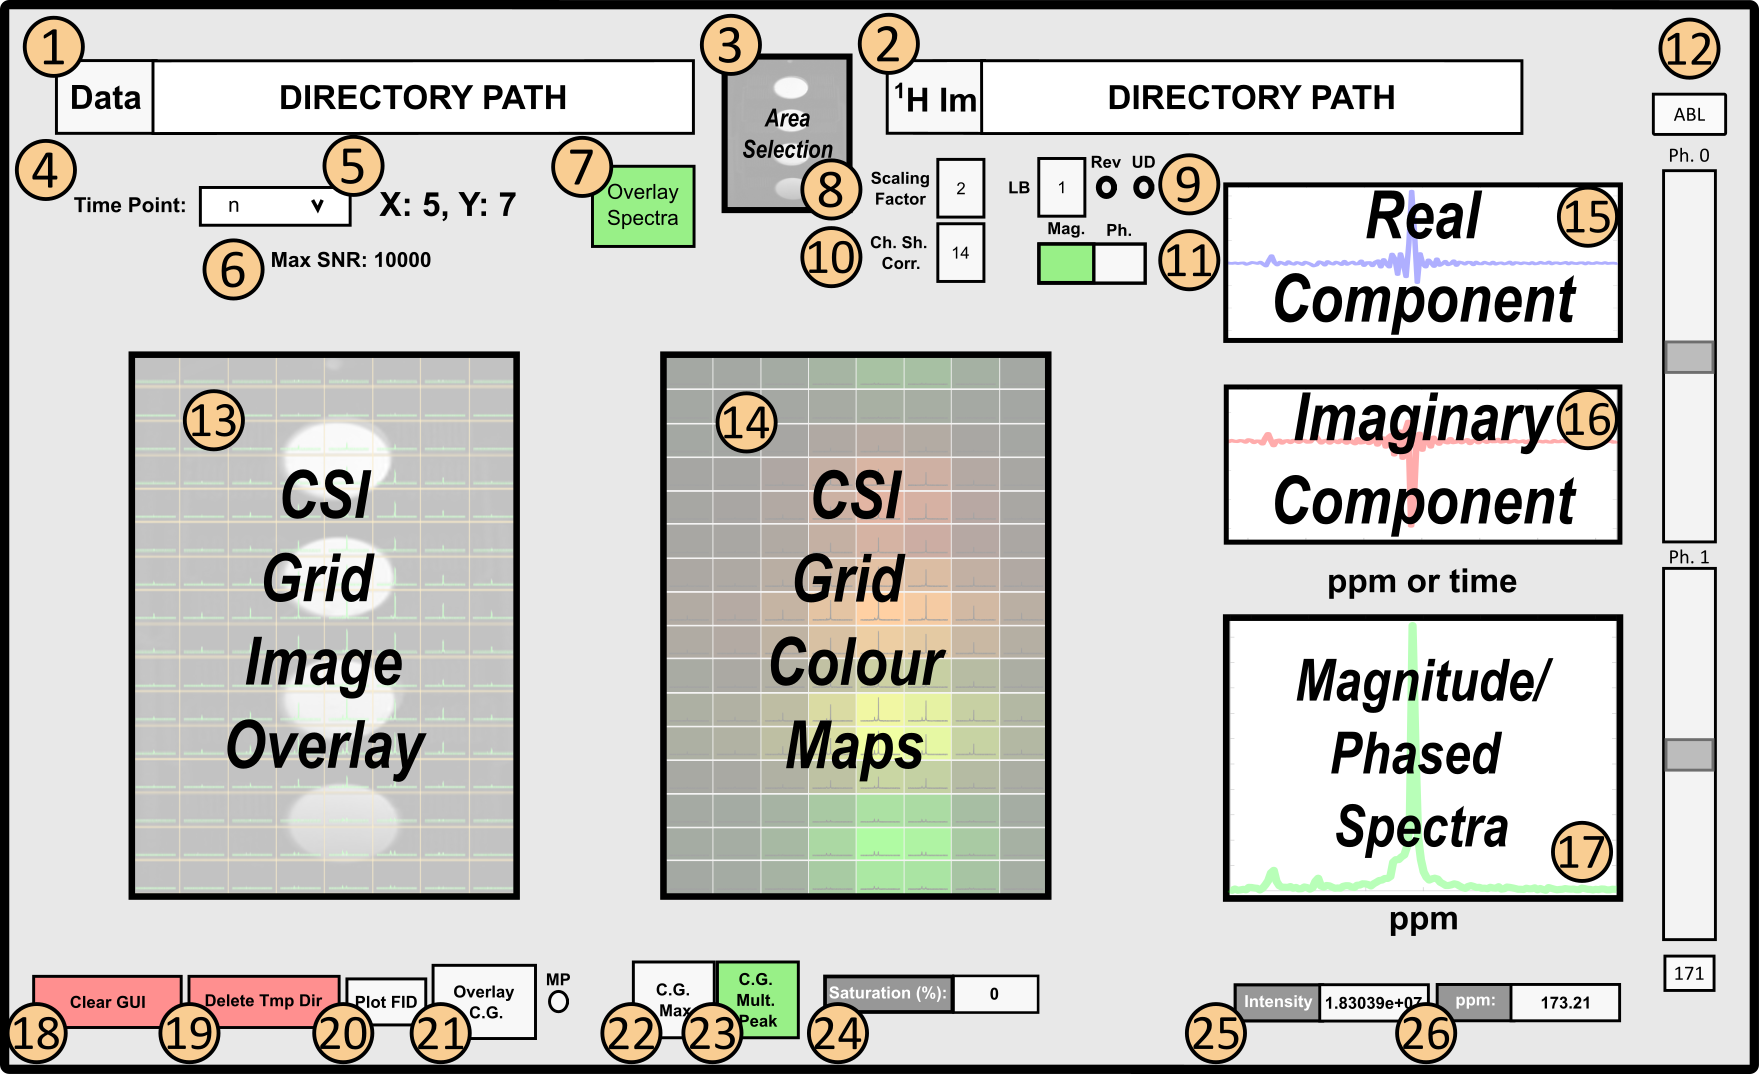 1
2
3
12
Data
DIRECTORY PATH
Area
Selection
¹H Im
DIRECTORY PATH
ABL
Ph. 0
4
5
7
8
9
Time Point:
n
X: 5, Y: 7
Overlay
Spectra
Scaling
Factor
2
LB
1
Rev
UD
6
Max SNR: 10000
10
Ch. Sh.
Corr.
14
Mag.
Ph.
11
15
Real
Component
16
Imaginary
Component
ppm or time
Ph. 1
13
CSI
Grid
Image
Overlay
14
CSI
Grid
Colour
Maps
Magnitude/
Phased
Spectra
17
ppm
171
Clear GUI
Delete Tmp Dir
Plot FID
Overlay
C.G.
MP
C.G.
Max
C.G.
Mult.
Peak
Saturation (%):
0
Intensity
1.83039e+07
ppm:
173.21
18
19
20
21
22
23
24
25
26